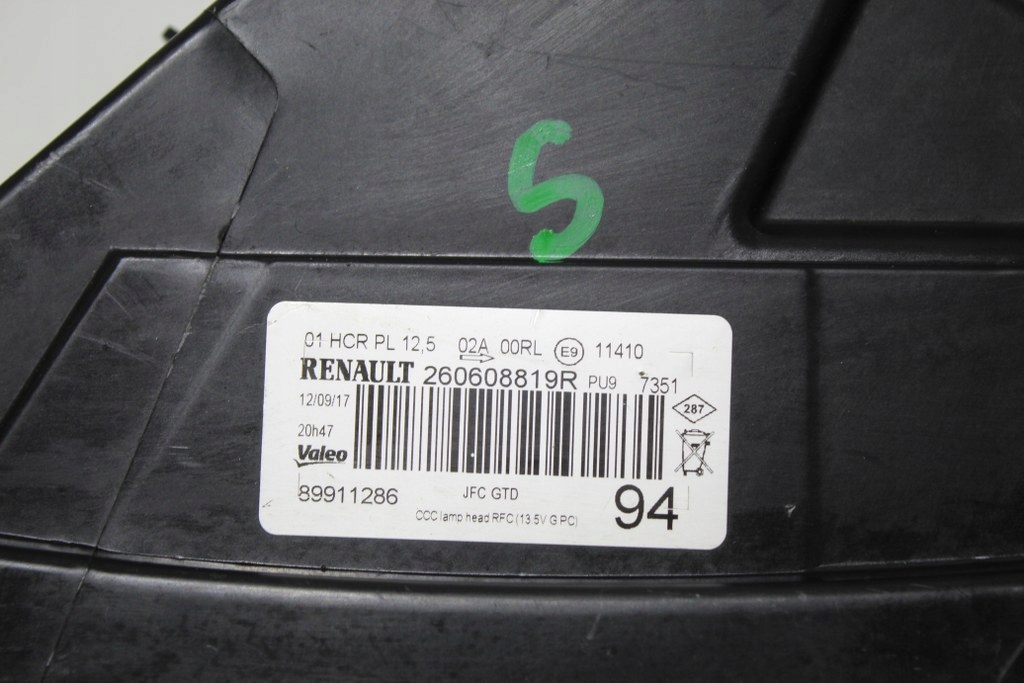 S
01 HCR PL 12,5 02A 00RL E9 11410
RENAULT 260608819R PU9 7351
12/09/17
287
20h47
Valeo
89911286 JFC GTD 94
CCC lamp head RFC (13.5V G PC)